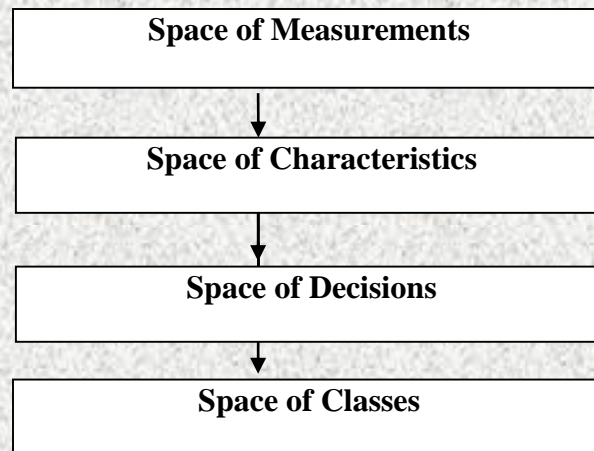 Space of Measurements
Space of Characteristics
Space of Decisions
Space of Classes